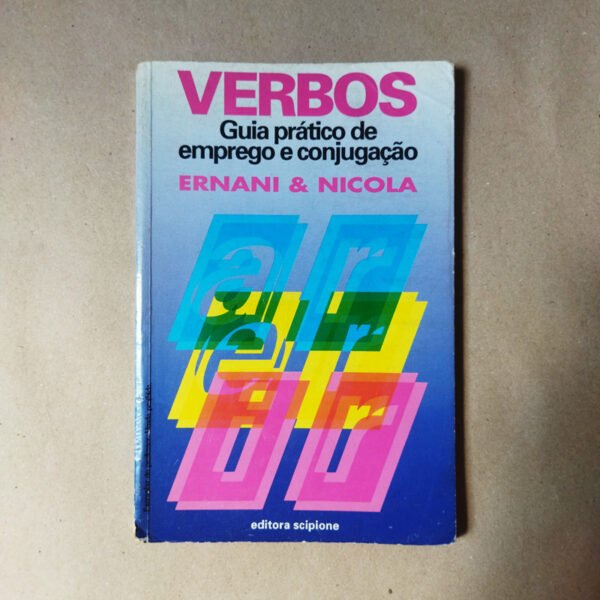 VERBOS
Guia prático de
emprego e conjugação
ERNANI & NICOLA
ar
er
ir
editora scipione